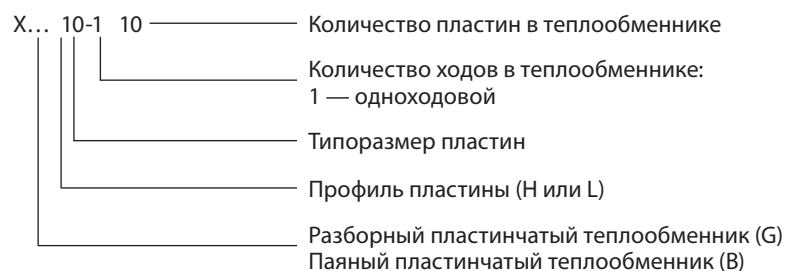 X... 10-1 10
Количество пластин в теплообменнике
Количество ходов в теплообменнике:
1 — одноходовой
Типоразмер пластин
Профиль пластины (H или L)
Разборный пластинчатый теплообменник (G)
Паяный пластинчатый теплообменник (B)